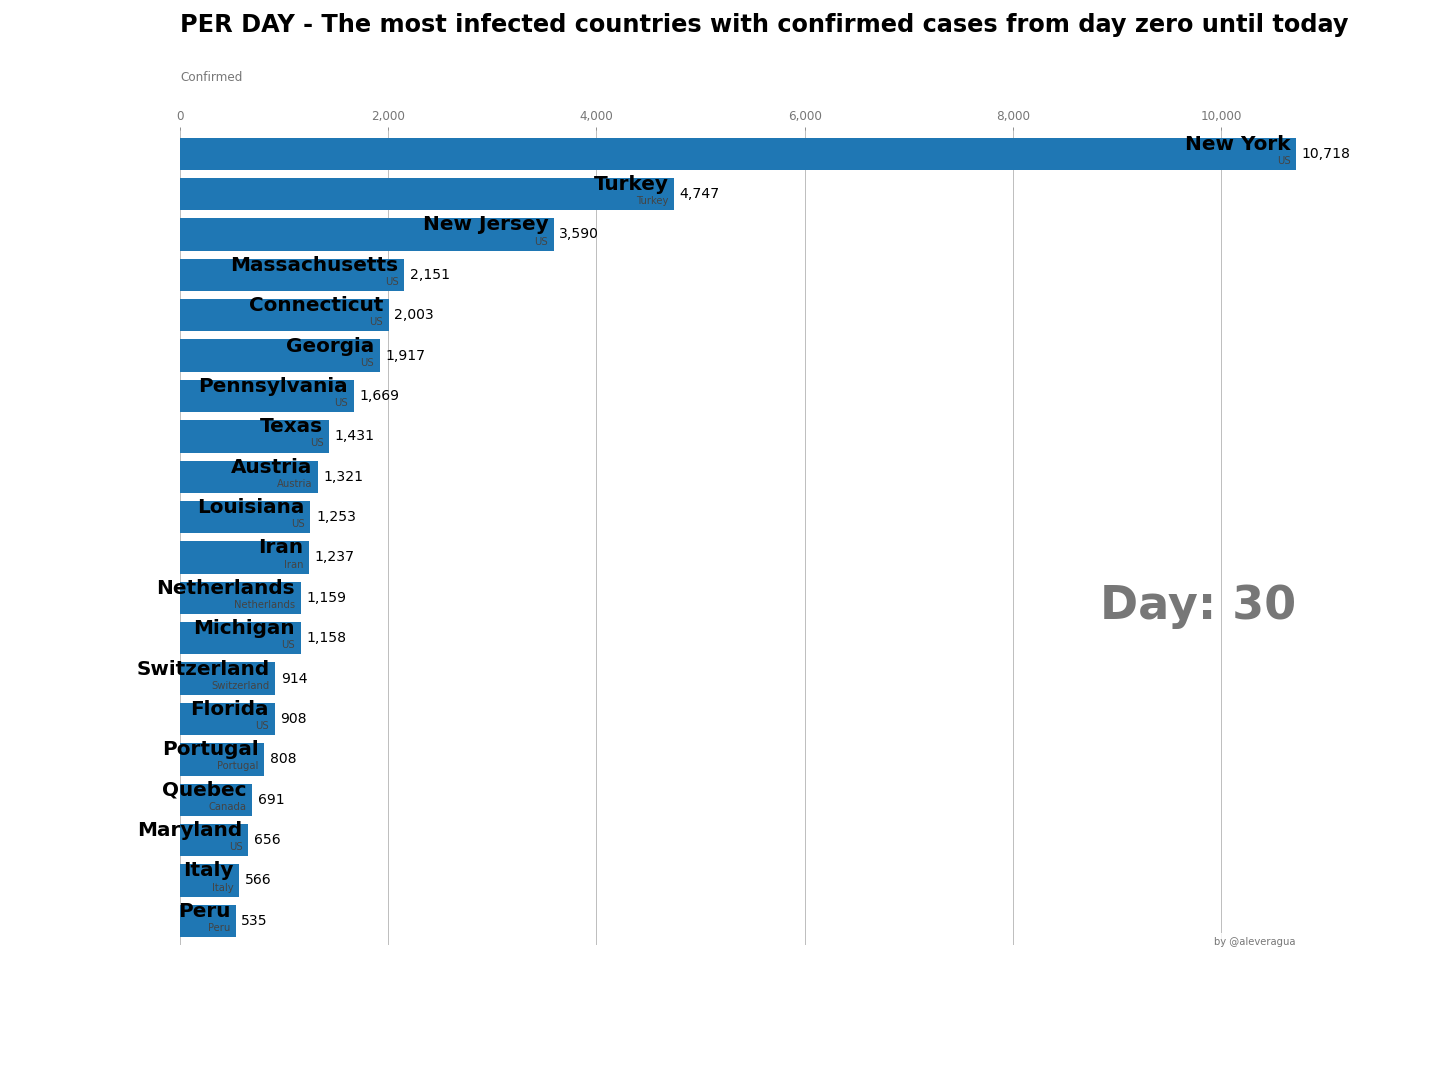 PER DAY - The most infected countries with confirmed cases from day zero until today
Confirmed
0 2,000 4,000 6,000 8,000 10,000
New York
US
10,718
Turkey
Turkey
4,747
New Jersey
US
3,590
Massachusetts
US
2,151
Connecticut
US
2,003
Georgia
US
1,917
Pennsylvania
US
1,669
Texas
US
1,431
Austria
Austria
1,321
Louisiana
US
1,253
Iran
Iran
1,237
Netherlands
Netherlands
1,159
Day: 30
Michigan
US
1,158
Switzerland
Switzerland
914
Florida
US
908
Portugal
Portugal
808
Quebec
Canada
691
Maryland
US
656
Italy
Italy
566
Peru
Peru
535
by @aleveragua